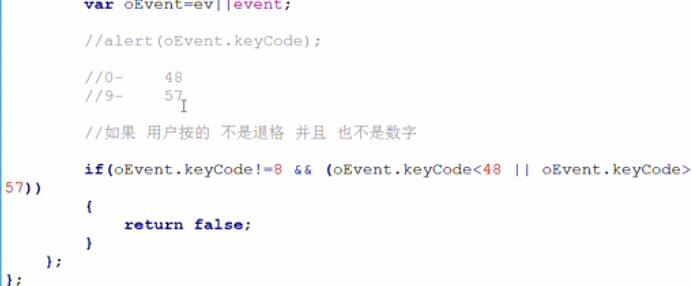 var oEvent=ev||event;
//alert(oEvent.keyCode);
//0- 48
//9- 57
//如果 用户按的 不是退格 并且 也不是数字
if(oEvent.keyCode!=8 && (oEvent.keyCode<48 || oEvent.keyCode>
57))
{
return false;
}
};
};